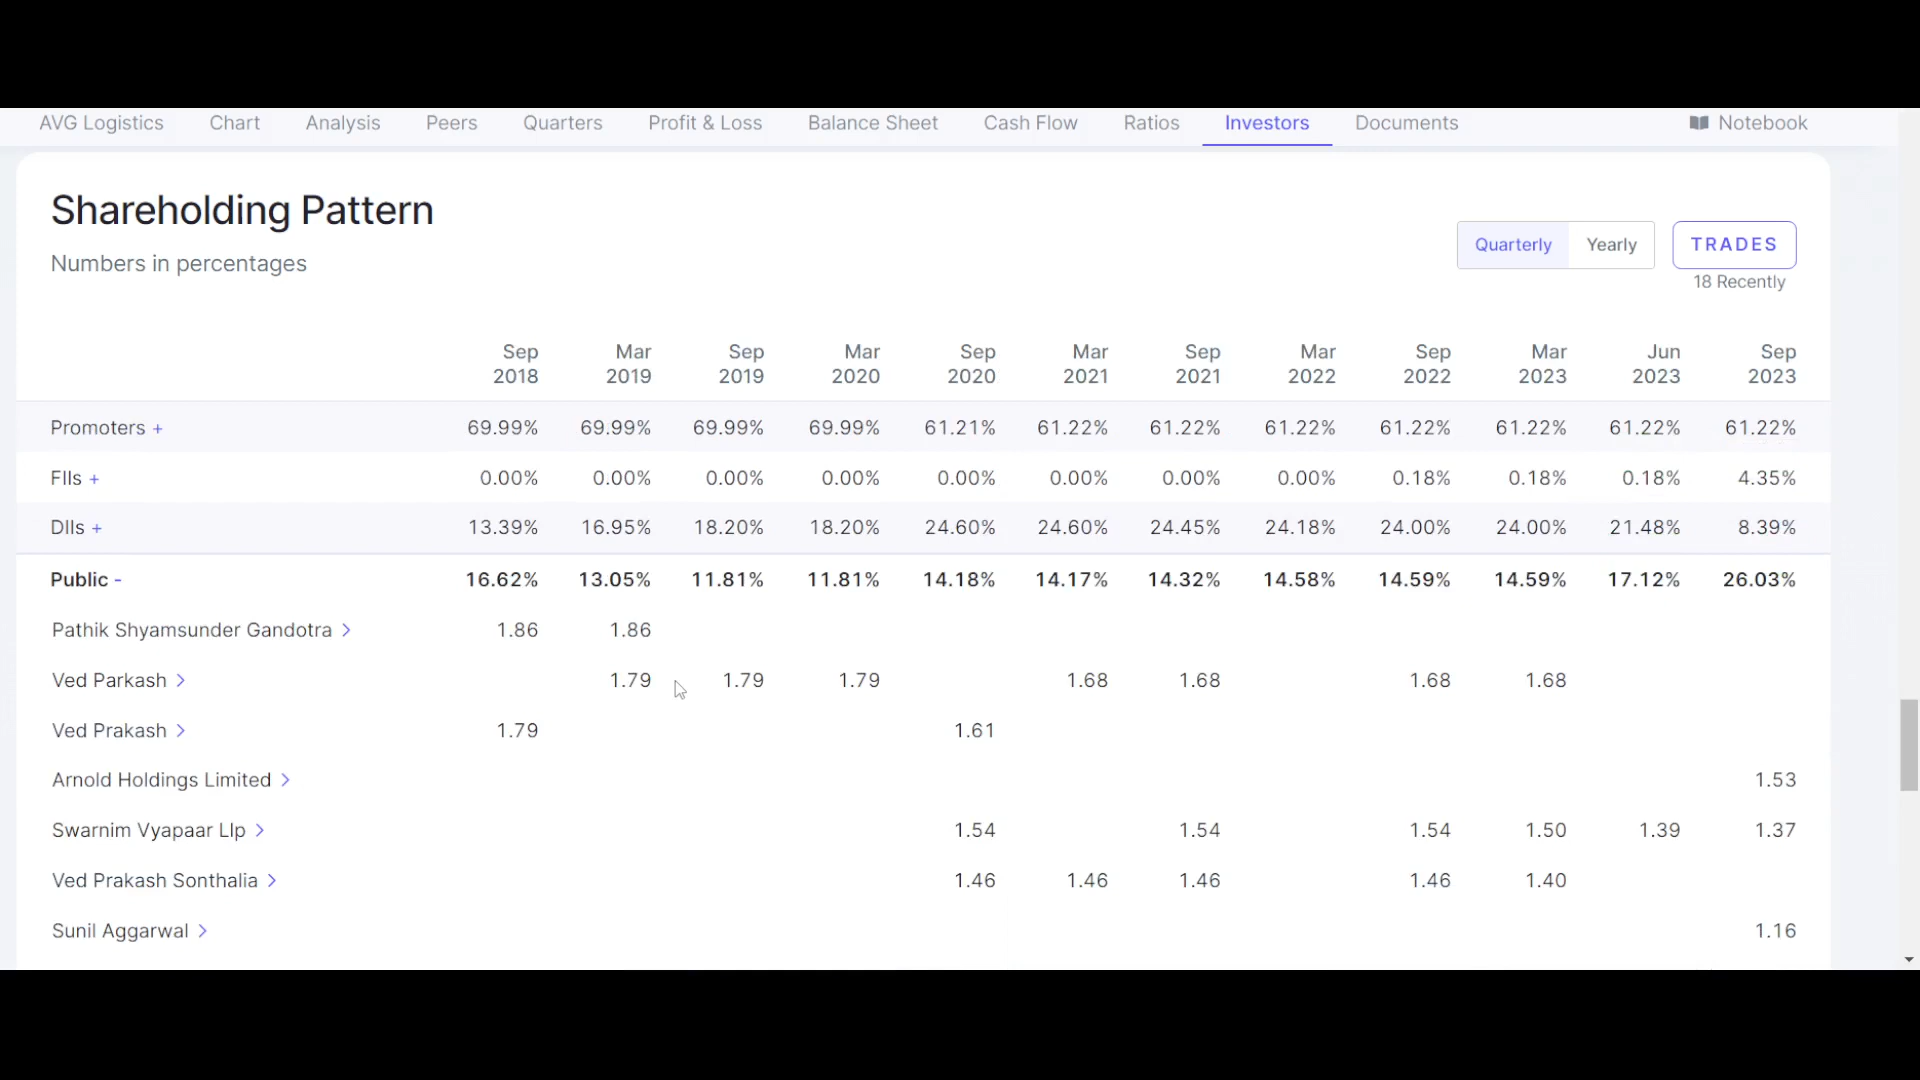 AVG Logistics Chart Analysis Peers Quarters Profit & Loss Balance Sheet Cash Flow Ratios Investors Documents Notebook
Shareholding Pattern
Numbers in percentages
Quarterly Yearly TRADES
18 Recently
Sep Mar Sep Mar Sep Mar Sep Mar Sep Mar Jun Sep
2018 2019 2019 2020 2020 2021 2021 2022 2022 2023 2023 2023
Promoters + 69.99% 69.99% 69.99% 69.99% 61.21% 61.22% 61.22% 61.22% 61.22% 61.22% 61.22% 61.22%
FIIs + 0.00% 0.00% 0.00% 0.00% 0.00% 0.00% 0.00% 0.00% 0.18% 0.18% 0.18% 4.35%
DIIs + 13.39% 16.95% 18.20% 18.20% 24.60% 24.60% 24.45% 24.18% 24.00% 24.00% 21.48% 8.39%
Public - 16.62% 13.05% 11.81% 11.81% 14.18% 14.17% 14.32% 14.58% 14.59% 14.59% 17.12% 26.03%
Pathik Shyamsunder Gandotra > 1.86 1.86
Ved Parkash > 1.79 1.79 1.79 1.68 1.68 1.68 1.68
Ved Prakash > 1.79 1.61
Arnold Holdings Limited > 1.53
Swarnim Vyapaar Llp > 1.54 1.54 1.54 1.50 1.39 1.37
Ved Prakash Sonthalia > 1.46 1.46 1.46 1.46 1.40
Sunil Aggarwal > 1.16